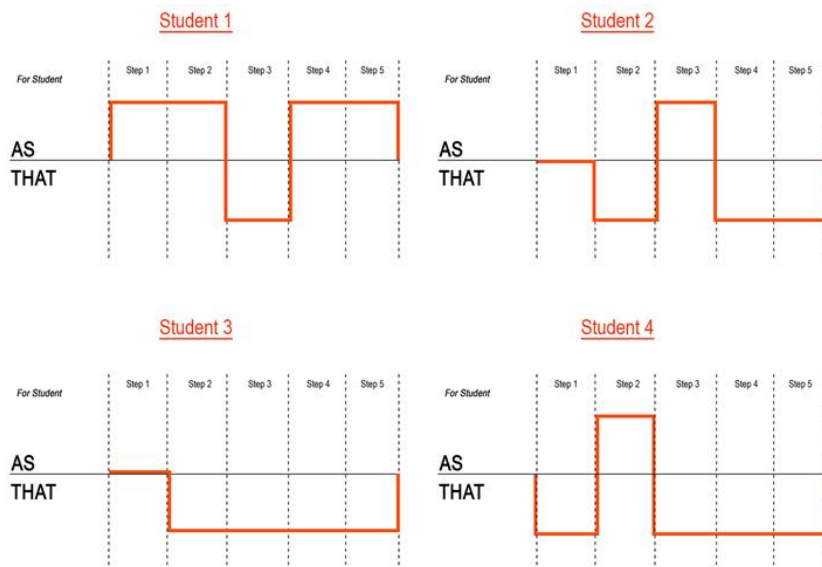 Student 1
For Student
Step 1
Step 2
Step 3
Step 4
Step 5
AS
THAT
Student 2
For Student
Step 1
Step 2
Step 3
Step 4
Step 5
AS
THAT
Student 3
For Student
Step 1
Step 2
Step 3
Step 4
Step 5
AS
THAT
Student 4
For Student
Step 1
Step 2
Step 3
Step 4
Step 5
AS
THAT